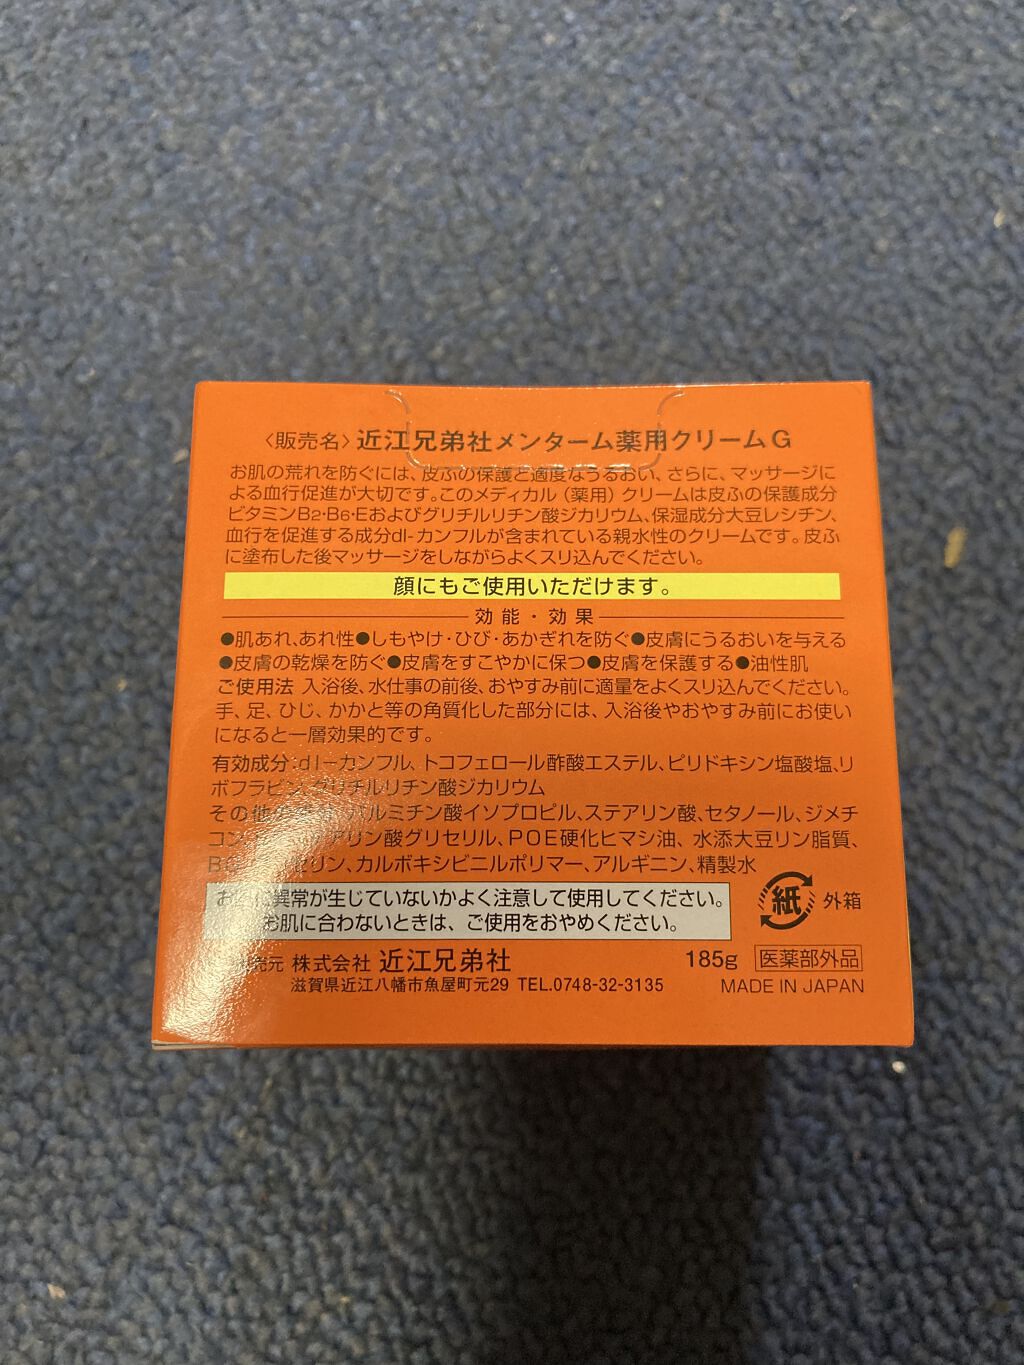 〈販売名〉近江兄弟社メンターム薬用クリームG
お肌の荒れを防ぐには、皮ふの保護と適度なうるおい、さらに、マッサージに
よる血行促進が大切です。このメディカル(薬用)クリームは皮ふの保護成分
ビタミンB2・B6・Eおよびグリチルリチン酸ジカリウム、保湿成分大豆レシチン、
血行を促進する成分dl-カンフルが含まれている親水性のクリームです。皮ふ
に塗布した後マッサージをしながらよくスリ込んでください。
顔にもご使用いただけます。
効能・効果
●肌あれ、あれ性●しもやけ・ひび・あかぎれを防ぐ●皮膚にうるおいを与える
●皮膚の乾燥を防ぐ●皮膚をすこやかに保つ●皮膚を保護する●油性肌
ご使用法 入浴後、水仕事の前後、おやすみ前に適量をよくスリ込んでください。
手、足、ひじ、かかと等の角質化した部分には、入浴後やおやすみ前にお使い
になると一層効果的です。
有効成分:dl-カンフル、トコフェロール酢酸エステル、ピリドキシン塩酸塩、リ
ボフラビン、グリチルリチン酸ジカリウム
その他の パルミチン酸イソプロピル、ステアリン酸、セタノール、ジメチ
コン アリン酸グリセリル、POE硬化ヒマシ油、水添大豆リン脂質、
セリン、カルボキシビニルポリマー、アルギニン、精製水
お 異常が生じていないかよく注意して使用してください。
お肌に合わないときは、ご使用をおやめください。
紙 外箱
売元 株式会社 近江兄弟社
185g 医薬部外品
滋賀県近江八幡市魚屋町元29 TEL.0748-32-3135
MADE IN JAPAN